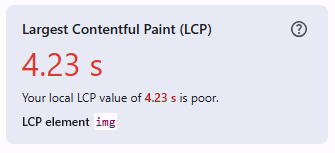 Largest Contentful Paint (LCP)
4.23 s
Your local LCP value of 4.23 s is poor.
LCP element img